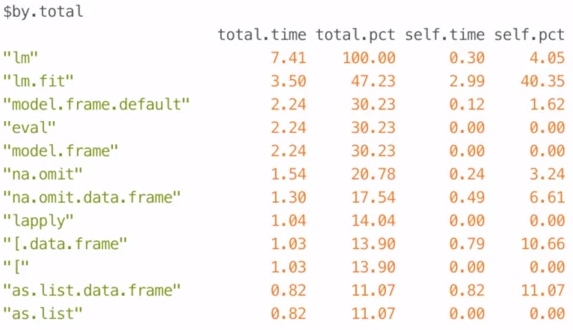 $by.total
total.time total.pct self.time self.pct
"lm" 7.41 100.00 0.30 4.05
"lm.fit" 3.50 47.23 2.99 40.35
"model.frame.default" 2.24 30.23 0.12 1.62
"eval" 2.24 30.23 0.00 0.00
"model.frame" 2.24 30.23 0.00 0.00
"na.omit" 1.54 20.78 0.24 3.24
"na.omit.data.frame" 1.30 17.54 0.49 6.61
"lapply" 1.04 14.04 0.00 0.00
"[.data.frame" 1.03 13.90 0.79 10.66
"[" 1.03 13.90 0.00 0.00
"as.list.data.frame" 0.82 11.07 0.82 11.07
"as.list" 0.82 11.07 0.00 0.00